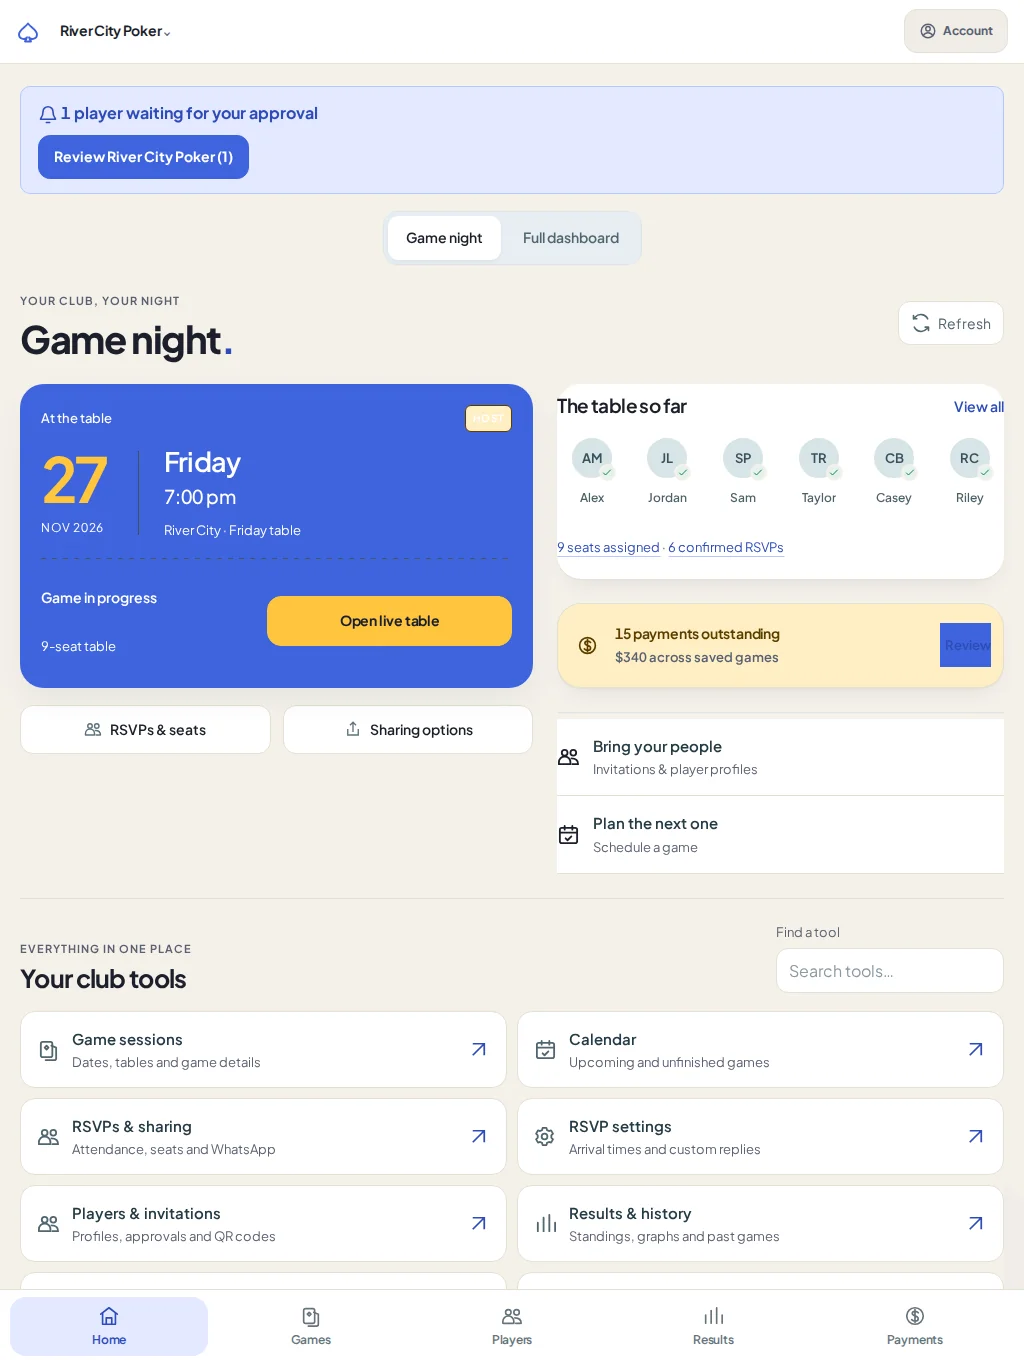 River City Poker
Account
1 player waiting for your approval
Review River City Poker (1)
Game night
Full dashboard
YOUR CLUB, YOUR NIGHT
Game night.
Refresh
At the table
HOST
27
NOV 2026
Friday
7:00 pm
River City · Friday table
Game in progress
9-seat table
Open live table
RSVPs & seats
Sharing options
The table so far
View all
AM
JL
SP
TR
CB
RC
Alex
Jordan
Sam
Taylor
Casey
Riley
9 seats assigned · 6 confirmed RSVPs
15 payments outstanding
$340 across saved games
Review
Bring your people
Invitations & player profiles
Plan the next one
Schedule a game
EVERYTHING IN ONE PLACE
Your club tools
Find a tool
Search tools...
Game sessions
Dates, tables and game details
Calendar
Upcoming and unfinished games
RSVPs & sharing
Attendance, seats and WhatsApp
RSVP settings
Arrival times and custom replies
Players & invitations
Profiles, approvals and QR codes
Results & history
Standings, graphs and past games
Home
Games
Players
Results
Payments